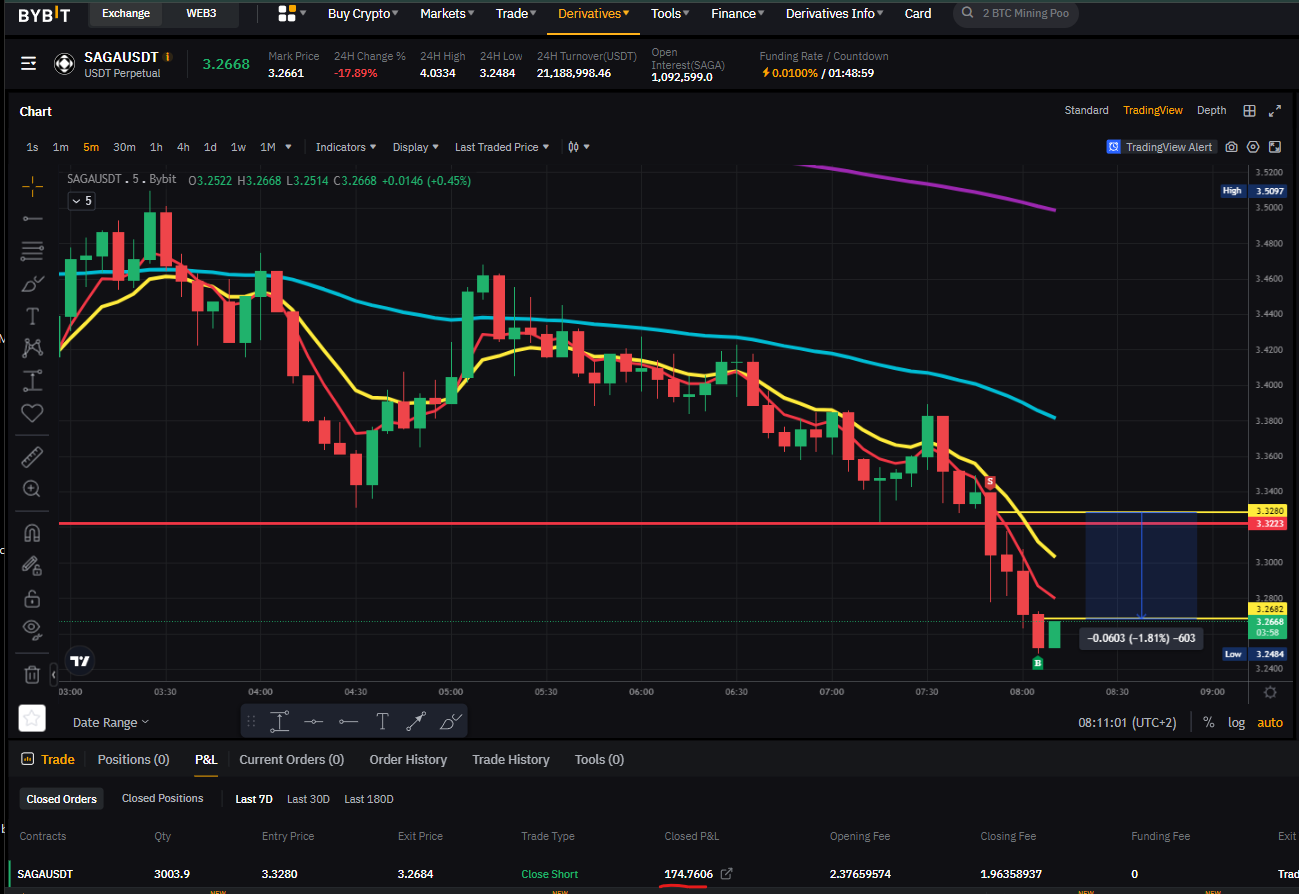 BYBIT Exchange WEB3 Buy Crypto Markets Trade Derivatives Tools Finance Derivatives Info Card 2 BTC Mining Poo
SAGAUSDT
USDT Perpetual
3.2668
Mark Price
3.2661
24H Change %
-17.89%
24H High
4.0334
24H Low
3.2484
24H Turnover(USDT)
21,188,998.46
Open
Interest(SAGA)
1,092,599.0
Funding Rate / Countdown
0.0100% / 01:48:59
Chart
Standard TradingView Depth
1s 1m 5m 30m 1h 4h 1d 1w 1M Indicators Display Last Traded Price
TradingView Alert
SAGAUSDT . 5 . Bybit O3.2522 H3.2668 L3.2514 C3.2668 +0.0146 (+0.45%)
5
3.5200
High 3.5097
3.5000
3.4800
3.4600
3.4400
3.4200
3.4000
3.3800
3.3600
3.3400
S
3.3280
3.3223
3.3000
3.2800
3.2682
3.2668
03:58
−0.0603 (−1.81%) −603
Low 3.2484
3.2400
B
03:00 03:30 04:00 04:30 05:00 05:30 06:00 06:30 07:00 07:30 08:00 08:30 09:00
Date Range
T
08:11:01 (UTC+2) % log auto
Trade Positions (0) P&L Current Orders (0) Order History Trade History Tools (0)
Closed Orders Closed Positions Last 7D Last 30D Last 180D
Contracts Qty Entry Price Exit Price Trade Type Closed P&L Opening Fee Closing Fee Funding Fee Exit
SAGAUSDT 3003.9 3.3280 3.2684 Close Short 174.7606 2.37659574 1.96358937 0 Trad
NEW NEW NEW NEW